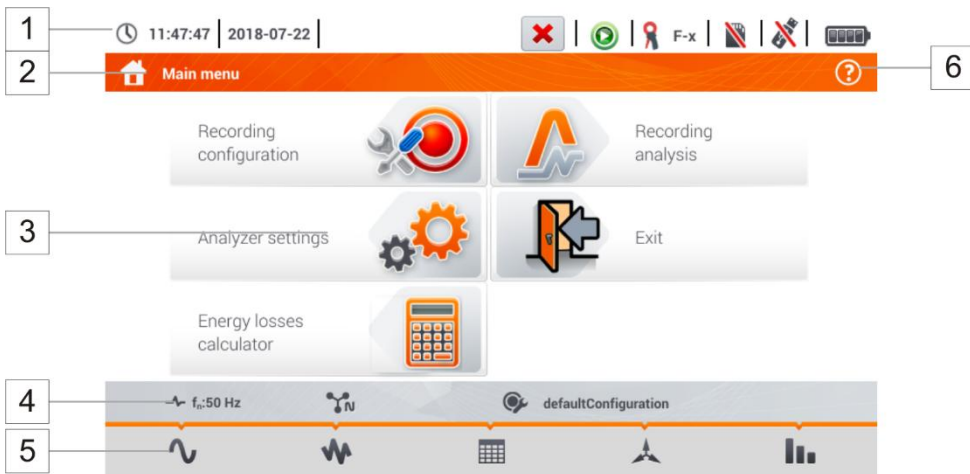 1 11:47:47 2018-07-22 F-x
2 Main menu ? 6
Recording configuration
Recording analysis
3 Analyzer settings
Exit
Energy losses calculator
4 fn:50 Hz N defaultConfiguration
5